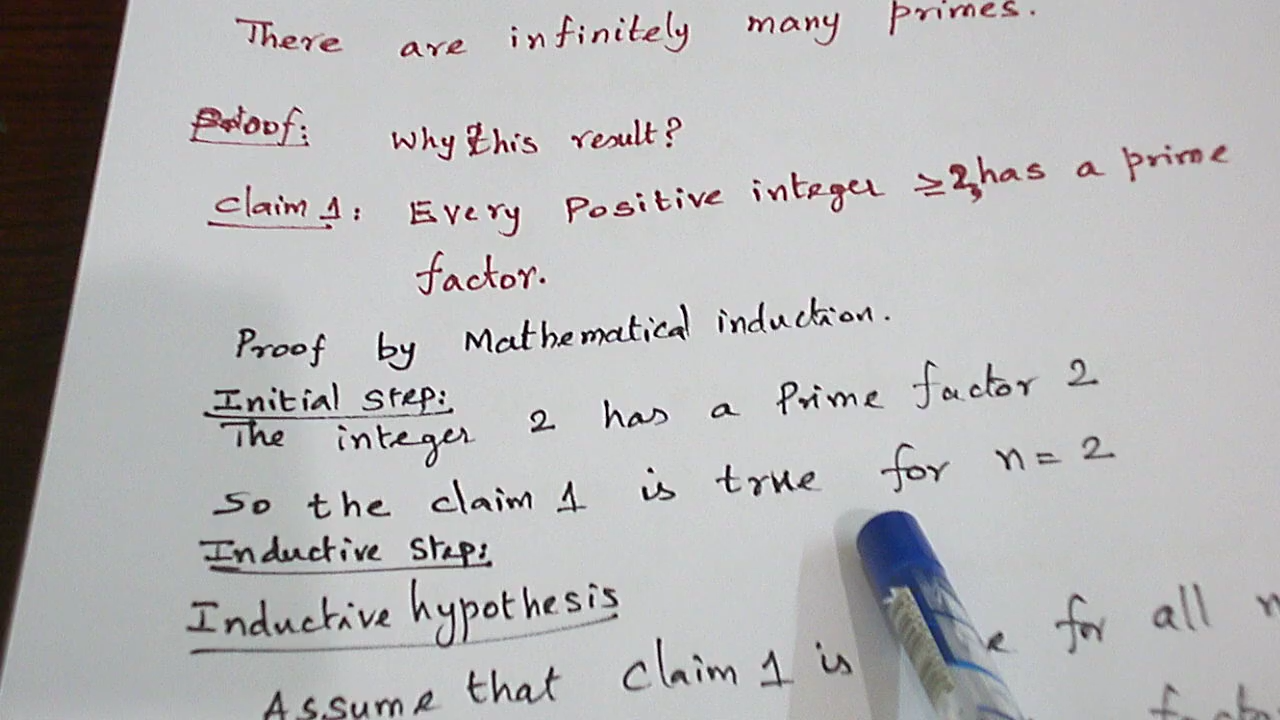 There are infinitely many primes.
Proof: Why this result?
Claim 1: Every Positive integer ≥2, has a prime
factor.
Proof by Mathematical induction.
Initial step:
The integer 2 has a Prime factor 2
So the claim 1 is true for n = 2
Inductive step:
Inductive hypothesis
Assume that claim 1 is for all